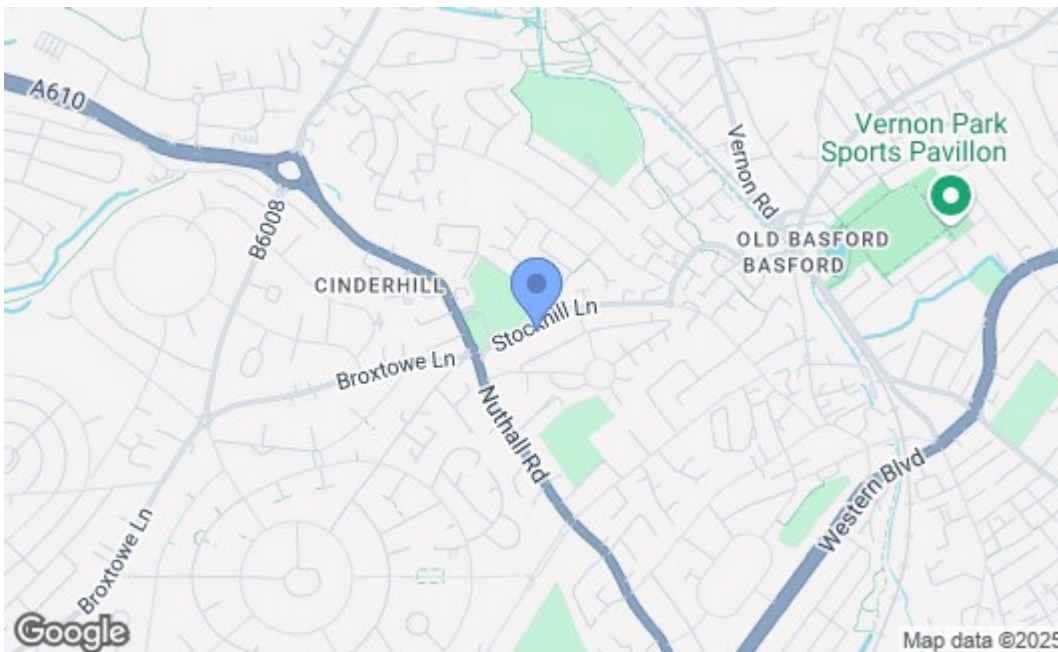 A610
Vernon Park
Sports Pavillon
Vernon Rd
B6008
OLD BASFORD
BASFORD
CINDERHILL
Stockhill Ln
Broxtowe Ln
Nuthall Rd
Western Blvd
Broxtowe Ln
Google
Map data ©2025